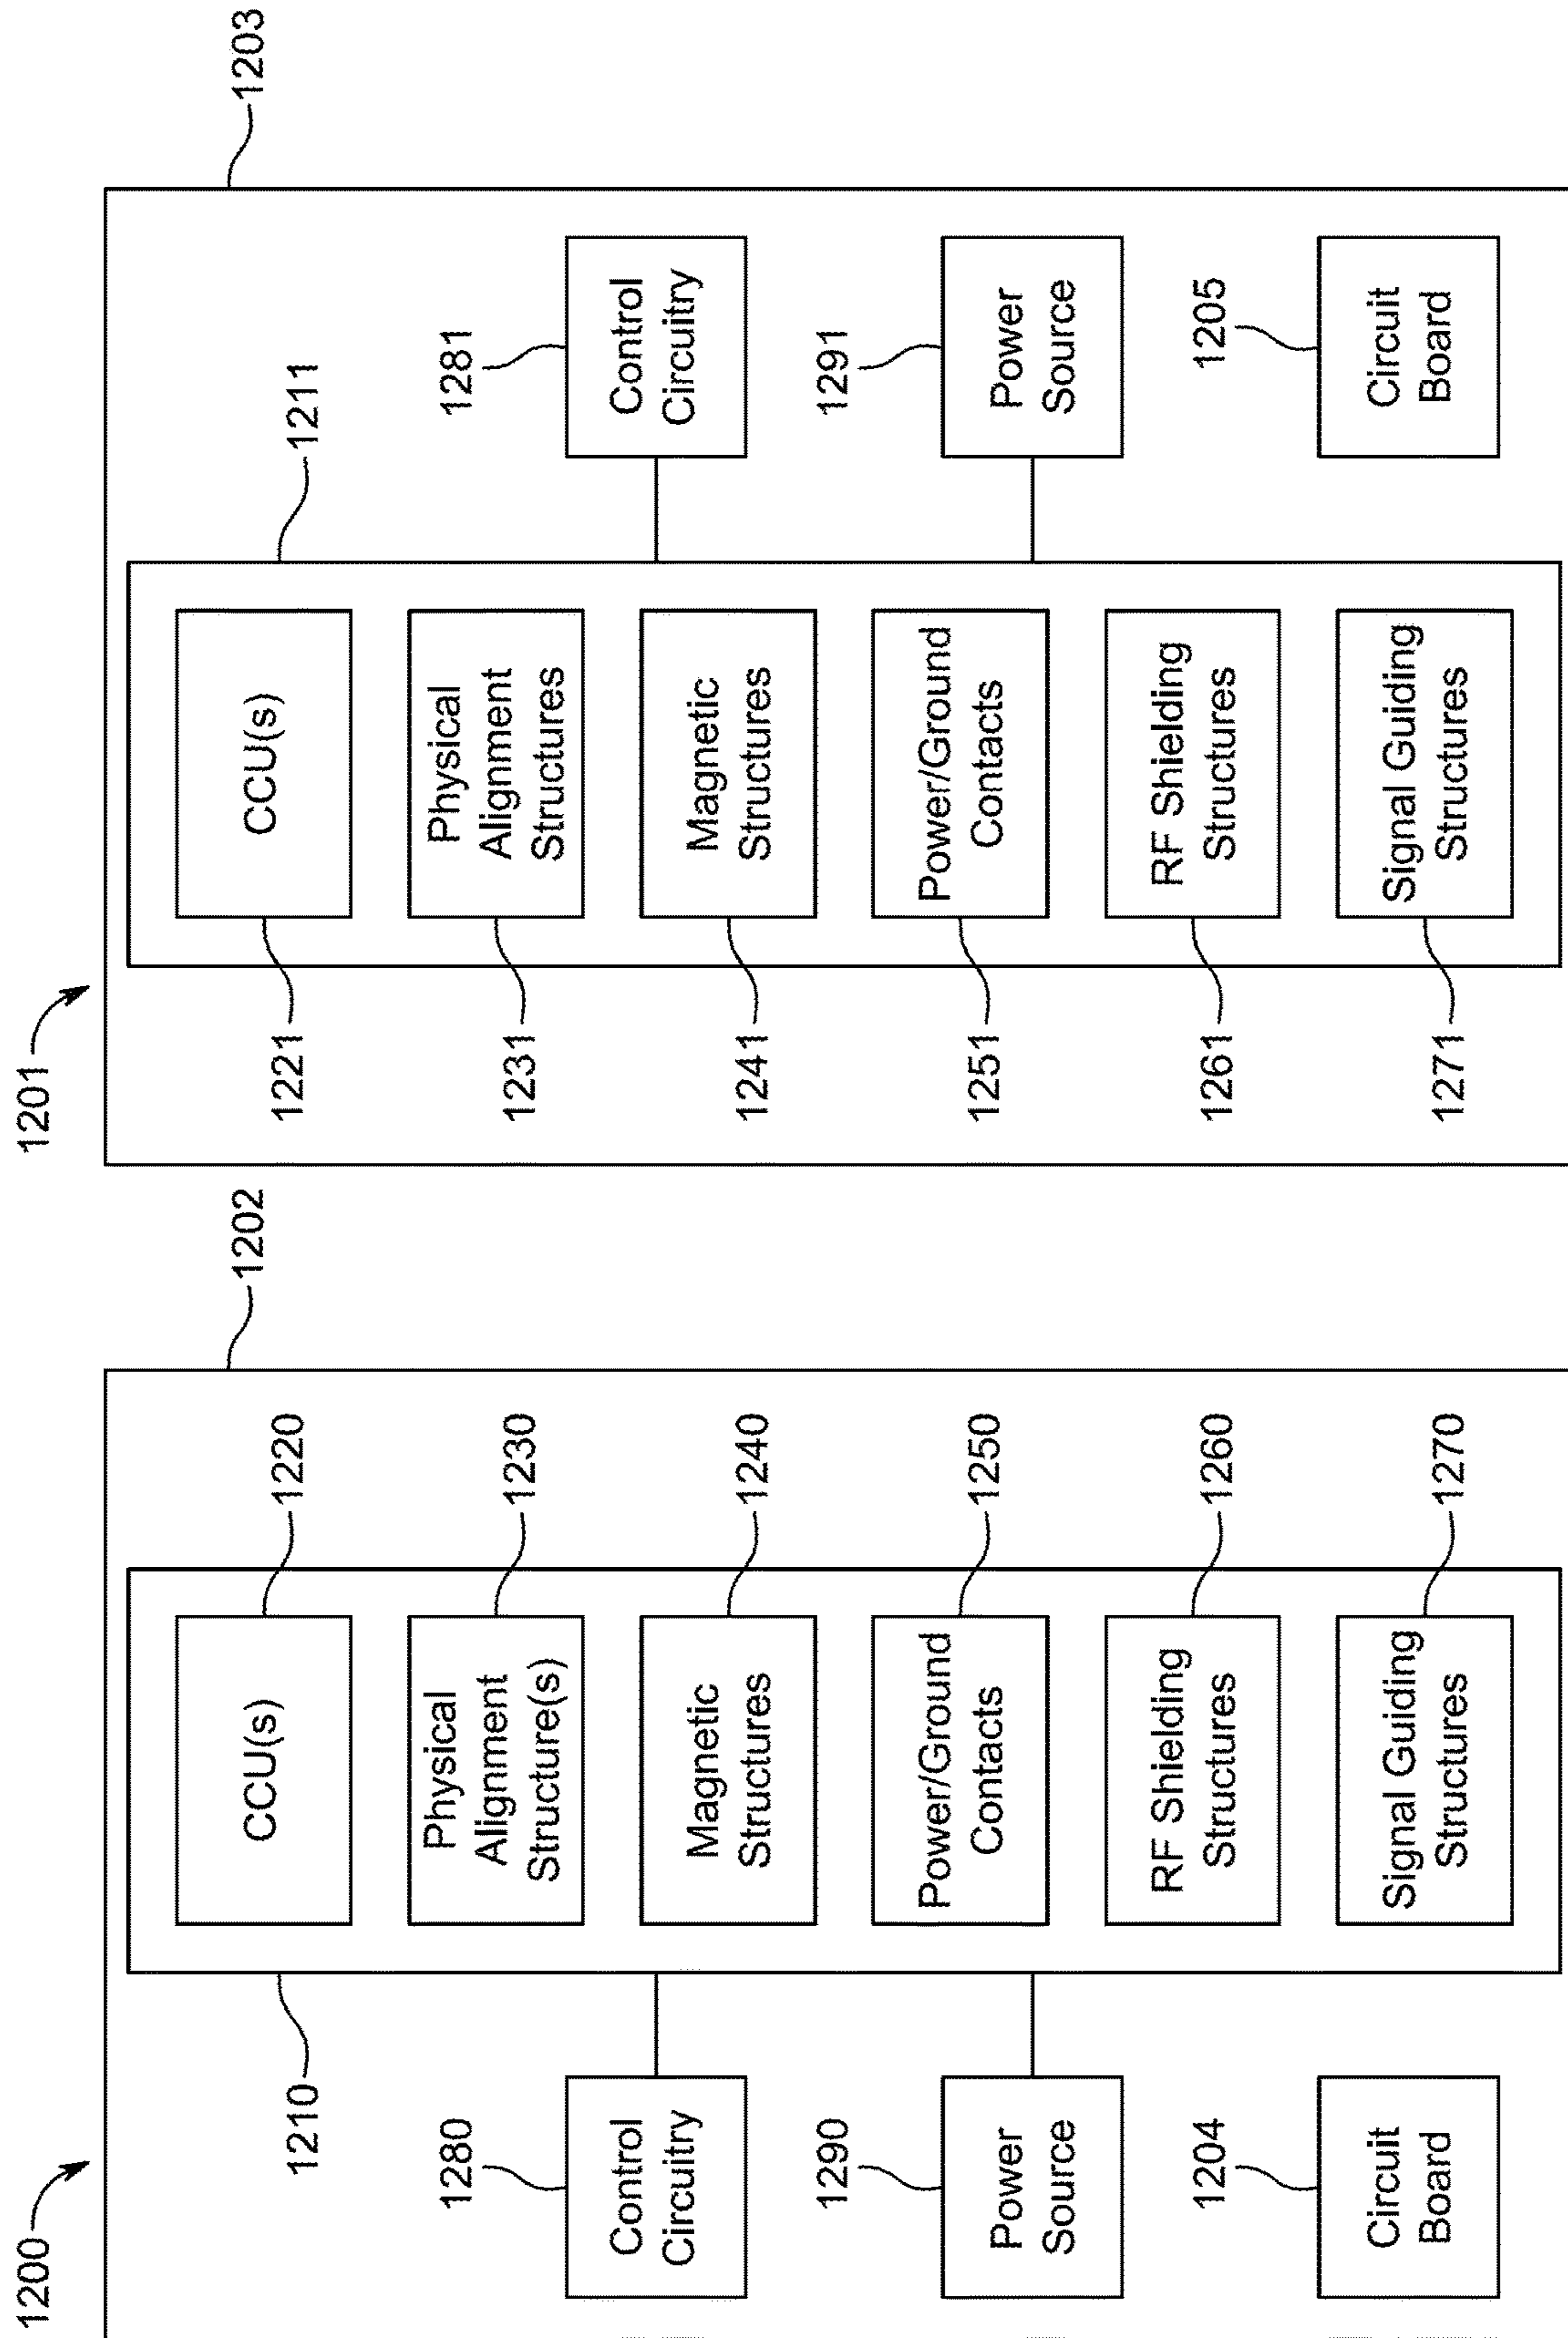 1200
1202
1210
CCU(s)
1220
Physical
Alignment
Structure(s)
1230
1280
Control
Circuitry
Magnetic
Structures
1240
Power/Ground
Contacts
1250
1290
Power
Source
RF Shielding
Structures
1260
1204
Circuit
Board
Signal Guiding
Structures
1270
1201
1203
1211
1221
CCU(s)
1231
Physical
Alignment
Structures
1281
Control
Circuitry
1241
Magnetic
Structures
1251
Power/Ground
Contacts
1291
Power
Source
1261
RF Shielding
Structures
1205
Circuit
Board
1271
Signal Guiding
Structures